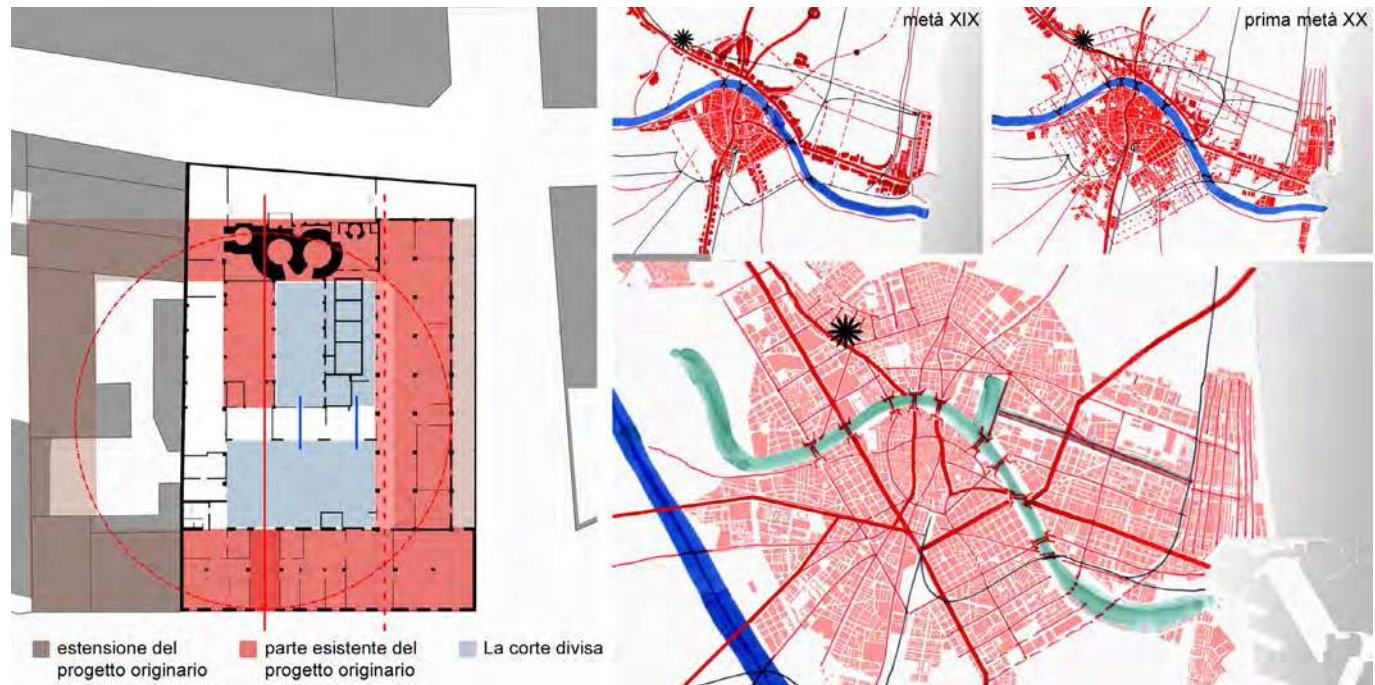 metà XIX
prima metà XX
estensione del
progetto originario
parte esistente del
progetto originario
La corte divisa